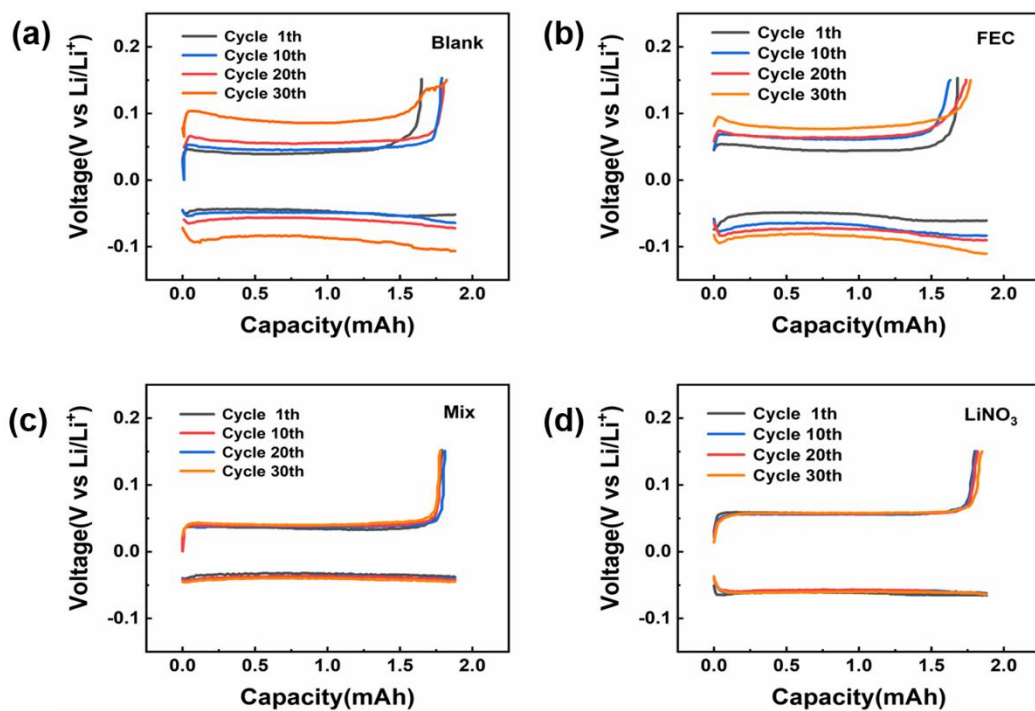 (a)
Cycle 1th
Cycle 10th
Cycle 20th
Cycle 30th
Blank
0.2
0.1
0.0
-0.1
Voltage(V vs Li/Li⁺)
0.0 0.5 1.0 1.5 2.0
Capacity(mAh)
(b)
Cycle 1th
Cycle 10th
Cycle 20th
Cycle 30th
FEC
0.2
0.1
0.0
-0.1
Voltage(V vs Li/Li⁺)
0.0 0.5 1.0 1.5 2.0
Capacity(mAh)
(c)
Cycle 1th
Cycle 10th
Cycle 20th
Cycle 30th
Mix
0.2
0.1
0.0
-0.1
Voltage(V vs Li/Li⁺)
0.0 0.5 1.0 1.5 2.0
Capacity(mAh)
(d)
Cycle 1th
Cycle 10th
Cycle 20th
Cycle 30th
LiNO₃
0.2
0.1
0.0
-0.1
Voltage(V vs Li/Li⁺)
0.0 0.5 1.0 1.5 2.0
Capacity(mAh)